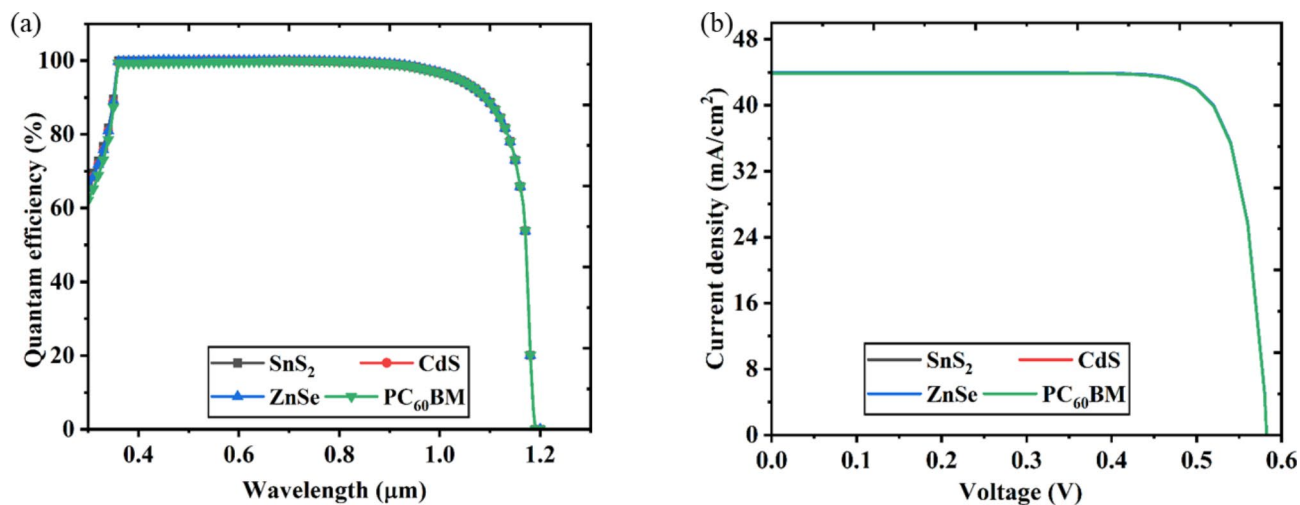 (a)
Quantam efficiency (%)
100
80
60
40
20
0
SnS₂ CdS
ZnSe PC₆₀BM
0.4 0.6 0.8 1.0 1.2
Wavelength (μm)
(b)
Current density (mA/cm²)
48
40
32
24
16
8
0
SnS₂ CdS
ZnSe PC₆₀BM
0.0 0.1 0.2 0.3 0.4 0.5 0.6
Voltage (V)